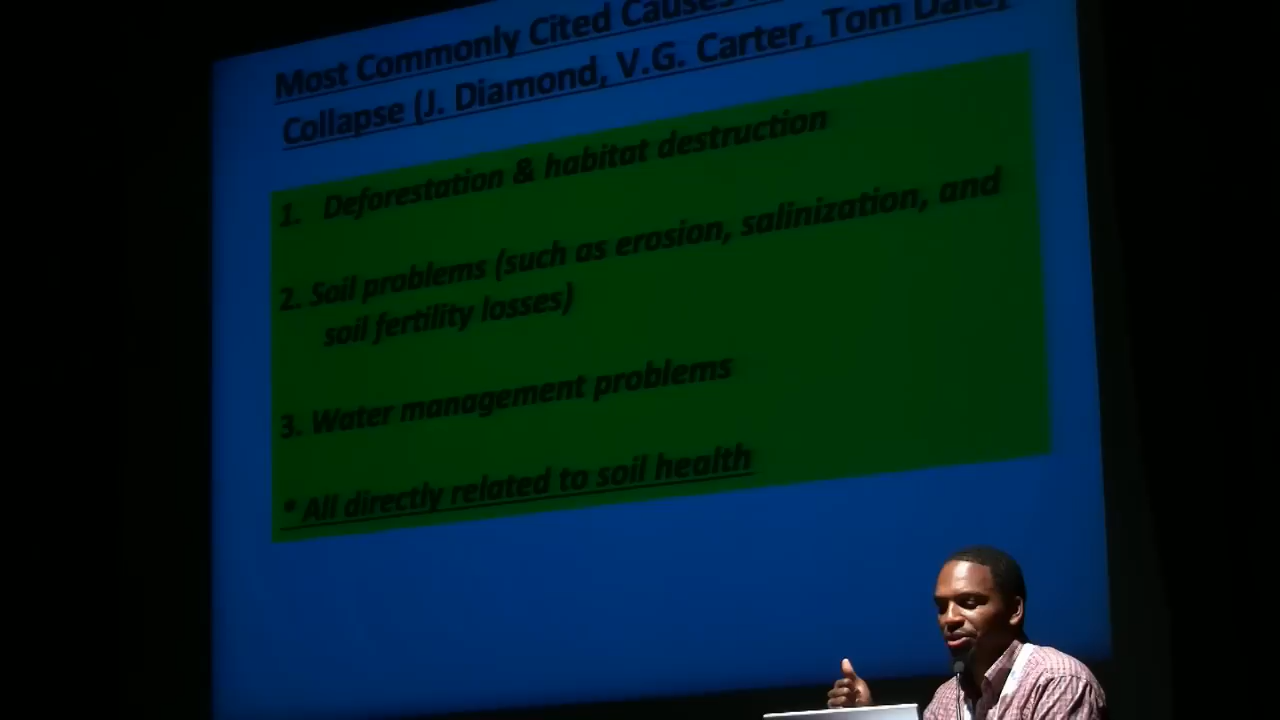 Most Commonly Cited Causes
Collapse (J. Diamond, V.G. Carter, Tom Dale)
1. Deforestation & habitat destruction
2. Soil problems (such as erosion, salinization, and
soil fertility losses)
3. Water management problems
* All directly related to soil health